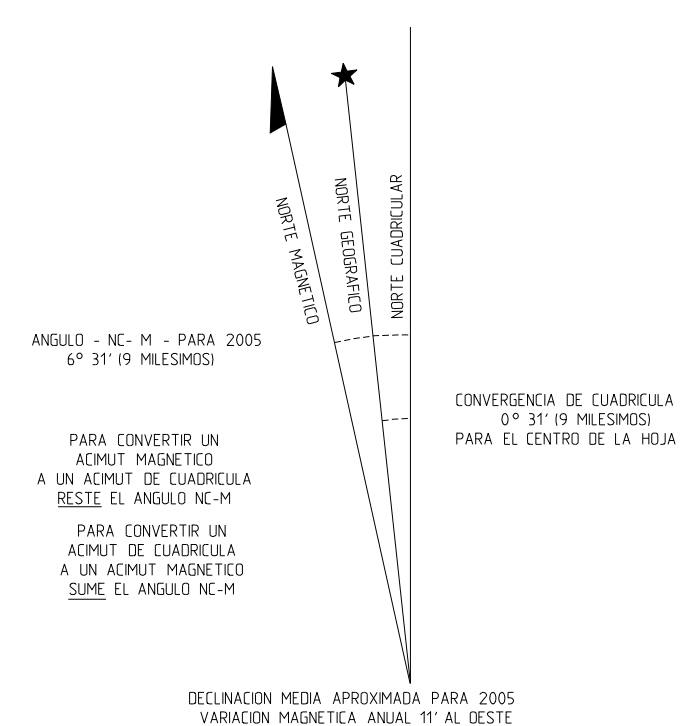 NORTE MAGNETICO
NORTE GEOGRAFICO
NORTE CUADRICULAR
ANGULO - NC- M - PARA 2005
6° 31' (9 MILESIMOS)
CONVERGENCIA DE CUADRICULA
0° 31' (9 MILESIMOS)
PARA EL CENTRO DE LA HOJA
PARA CONVERTIR UN
ACIMUT MAGNETICO
A UN ACIMUT DE CUADRICULA
RESTE EL ANGULO NC-M
PARA CONVERTIR UN
ACIMUT DE CUADRICULA
A UN ACIMUT MAGNETICO
SUME EL ANGULO NC-M
DECLINACION MEDIA APROXIMADA PARA 2005
VARIACION MAGNETICA ANUAL 11' AL OESTE